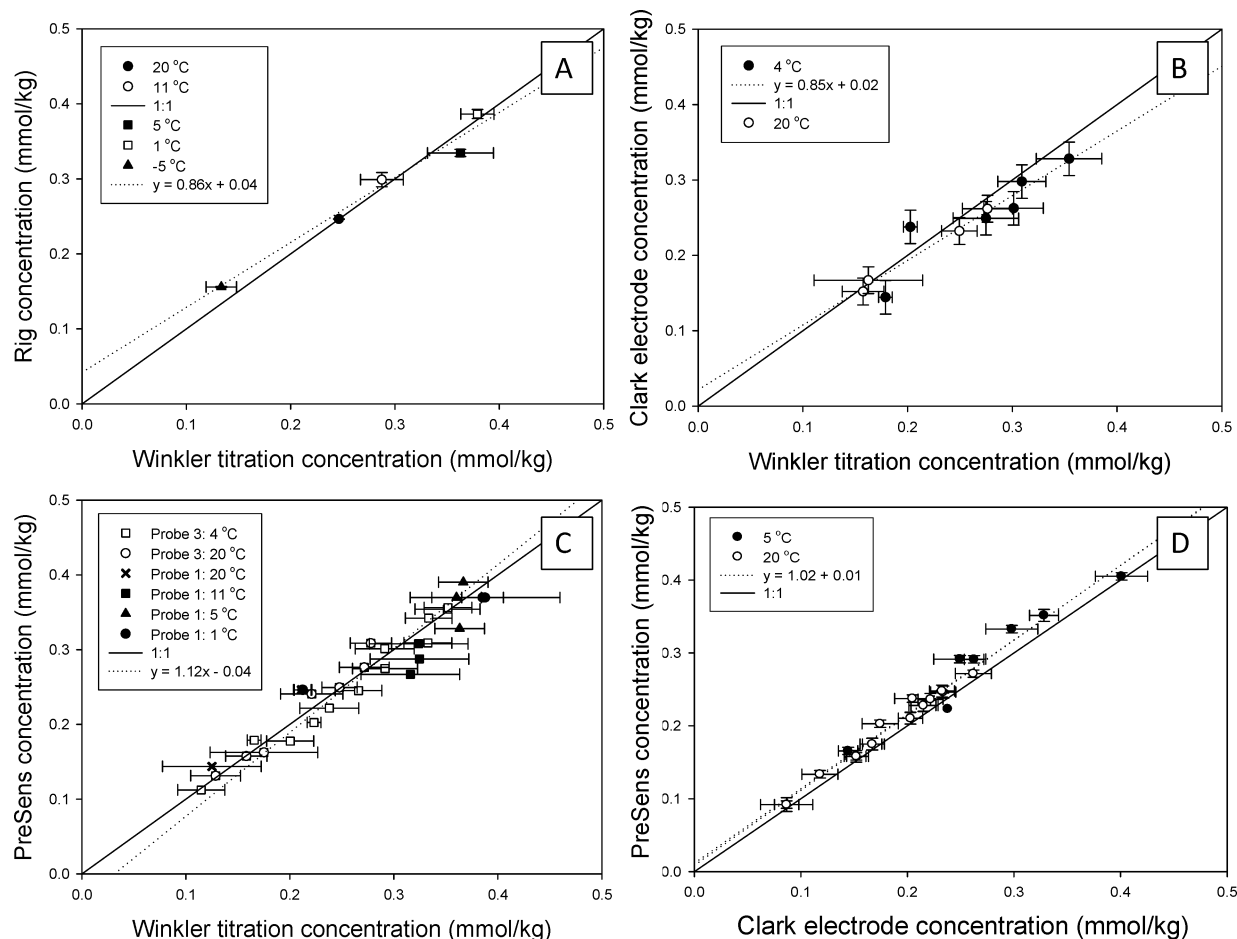 0.5
0.4
0.3
0.2
0.1
0.0
0.0 0.1 0.2 0.3 0.4 0.5
Rig concentration (mmol/kg)
Winkler titration concentration (mmol/kg)
20 °C
11 °C
1:1
5 °C
1 °C
-5 °C
y = 0.86x + 0.04
A
0.5
0.4
0.3
0.2
0.1
0.0
0.0 0.1 0.2 0.3 0.4 0.5
Clark electrode concentration (mmol/kg)
Winkler titration concentration (mmol/kg)
4 °C
y = 0.85x + 0.02
1:1
20 °C
B
0.5
0.4
0.3
0.2
0.1
0.0
0.0 0.1 0.2 0.3 0.4 0.5
PreSens concentration (mmol/kg)
Winkler titration concentration (mmol/kg)
Probe 3: 4 °C
Probe 3: 20 °C
Probe 1: 20 °C
Probe 1: 11 °C
Probe 1: 5 °C
Probe 1: 1 °C
1:1
y = 1.12x - 0.04
C
0.5
0.4
0.3
0.2
0.1
0.0
0.0 0.1 0.2 0.3 0.4 0.5
PreSens concentration (mmol/kg)
Clark electrode concentration (mmol/kg)
5 °C
20 °C
y = 1.02 + 0.01
1:1
D